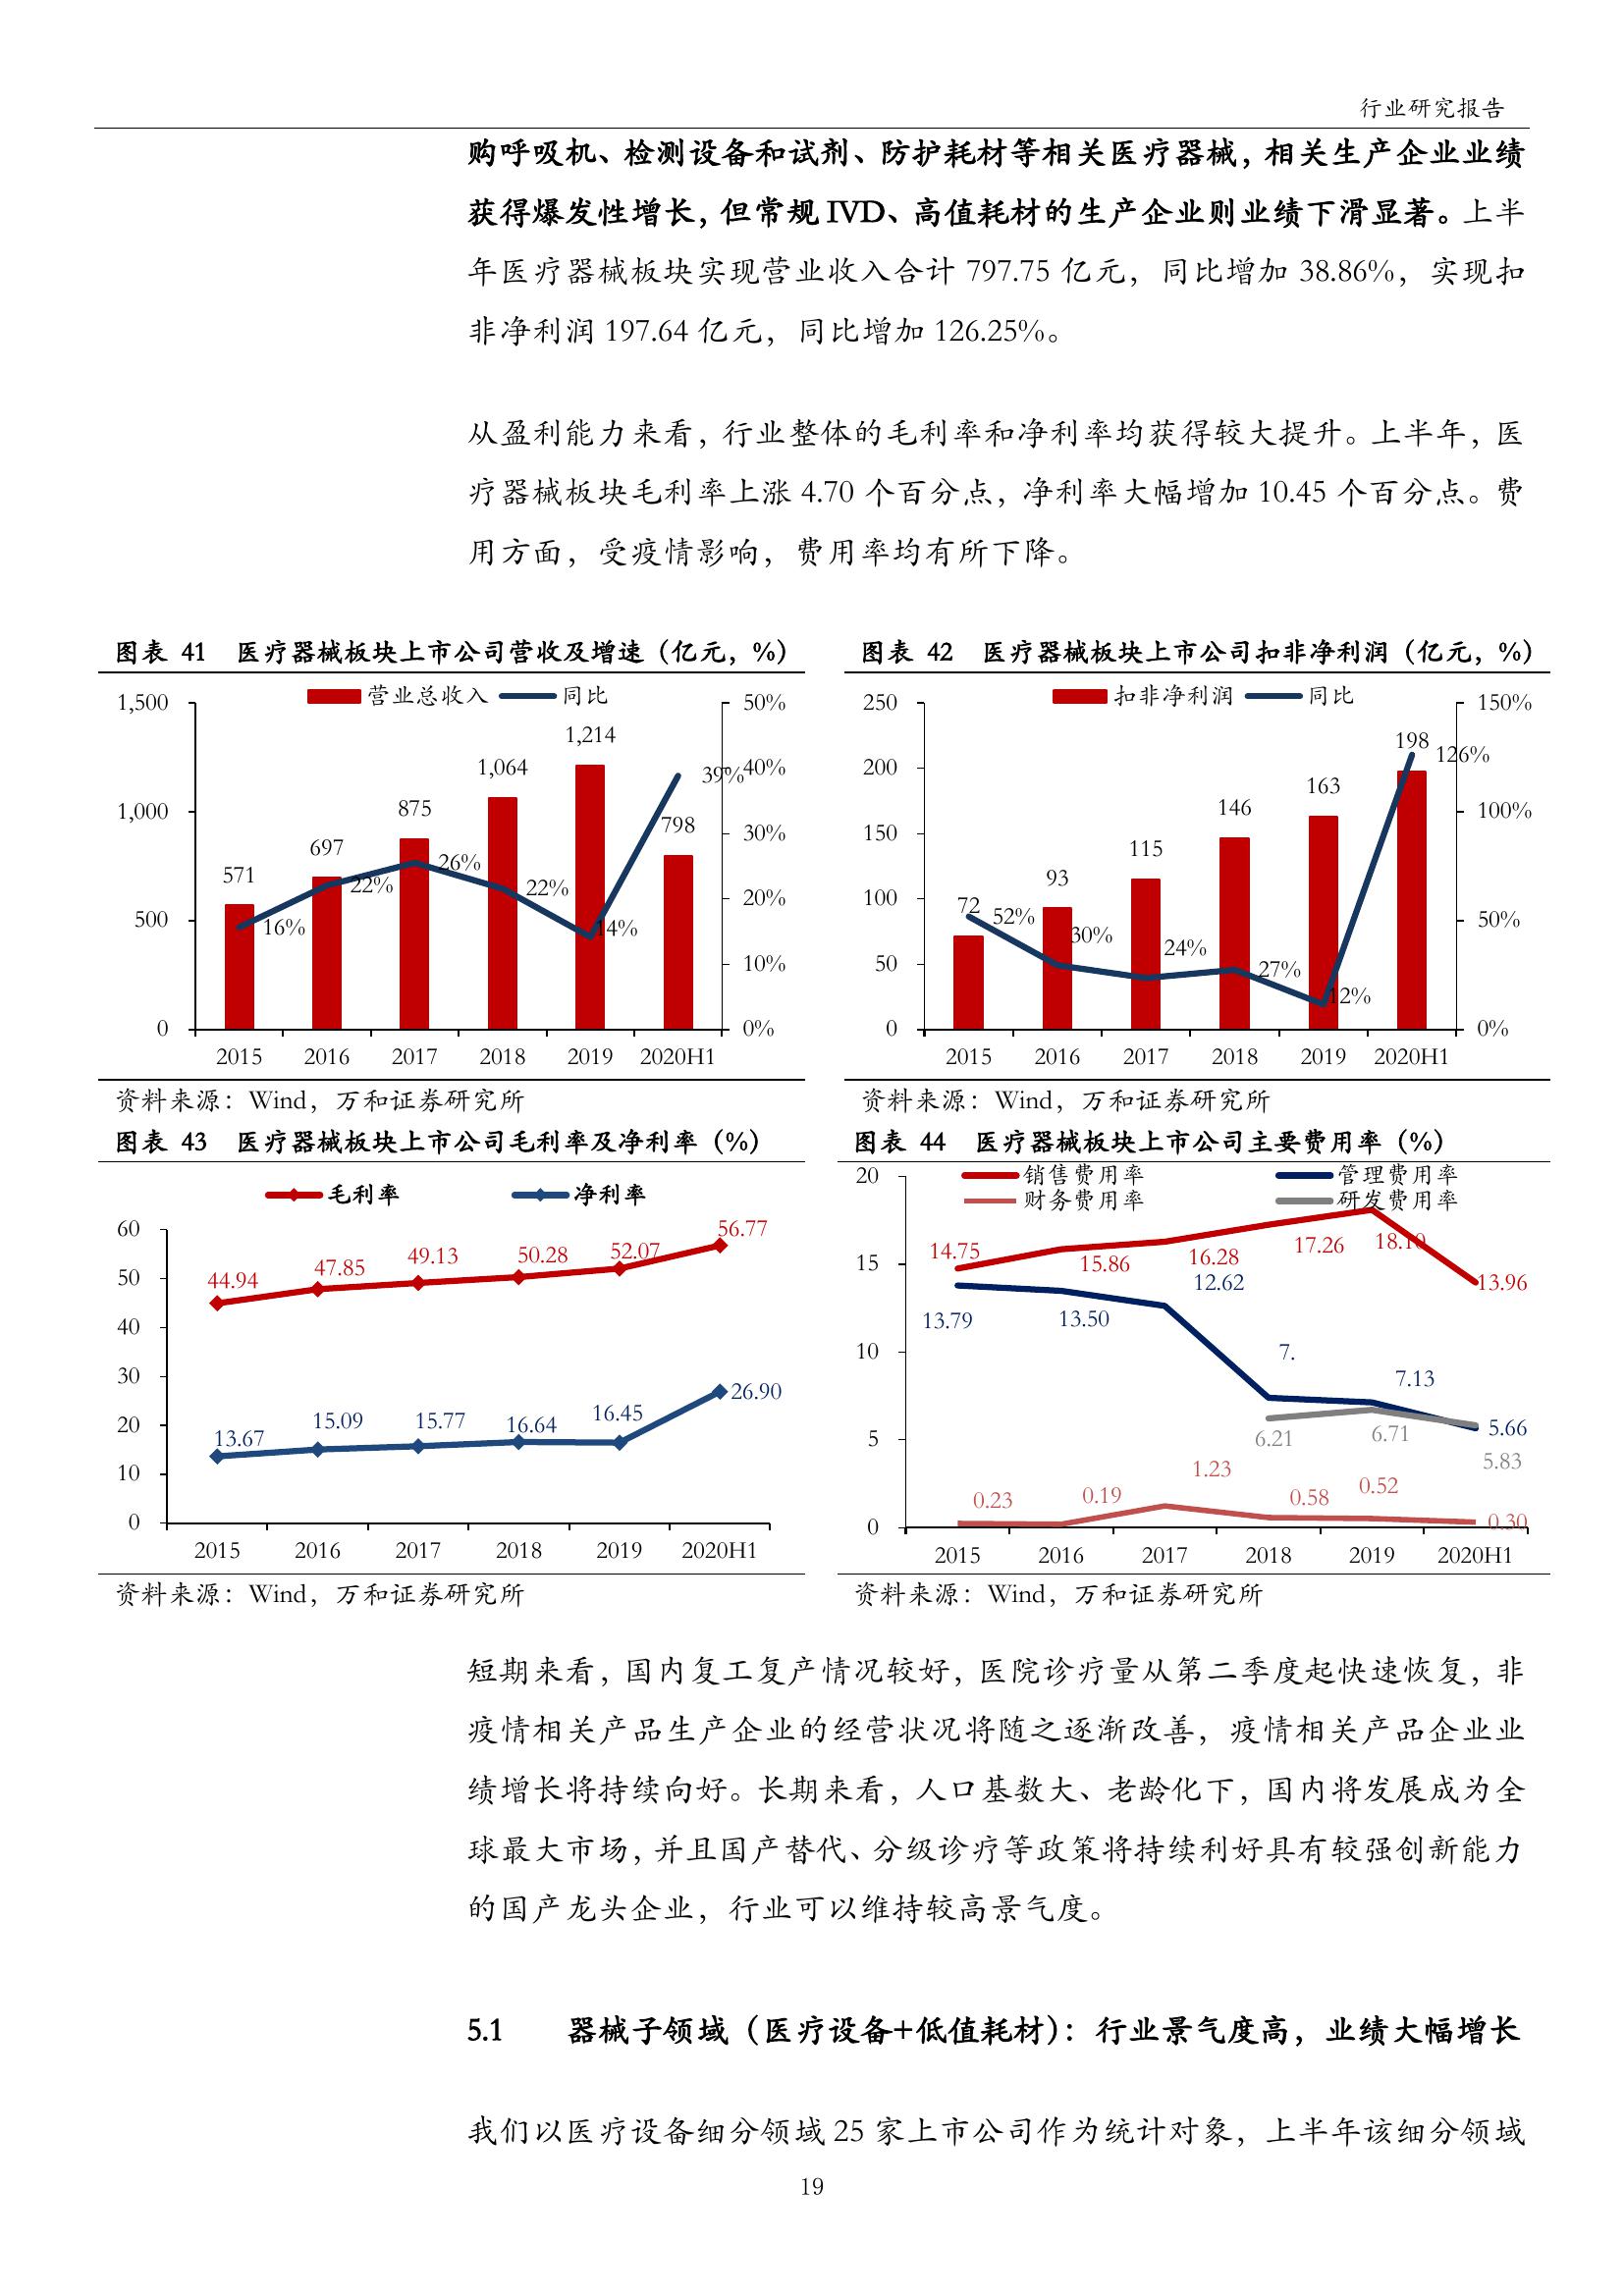 行业研究报告
购呼吸机、检测设备和试剂、防护耗材等相关医疗器械，相关生产企业业绩
获得爆发性增长，但常规 IVD、高值耗材的生产企业则业绩下滑显著。上半
年医疗器械板块实现营业收入合计 797.75 亿元，同比增加 38.86%，实现扣
非净利润 197.64 亿元，同比增加 126.25%。
从盈利能力来看，行业整体的毛利率和净利率均获得较大提升。上半年，医
疗器械板块毛利率上涨 4.70 个百分点，净利率大幅增加 10.45 个百分点。费
用方面，受疫情影响，费用率均有所下降。
图表 41 医疗器械板块上市公司营收及增速（亿元，%）
营业总收入 同比
1,500
1,000
500
0
50%
40%
30%
20%
10%
0%
571
697
875
1,064
1,214
798
16%
22%
26%
22%
14%
39%
2015 2016 2017 2018 2019 2020H1
资料来源：Wind，万和证券研究所
图表 42 医疗器械板块上市公司扣非净利润（亿元，%）
扣非净利润 同比
250
200
150
100
50
0
150%
100%
50%
0%
72
93
115
146
163
198
52%
30%
24%
27%
12%
126%
2015 2016 2017 2018 2019 2020H1
资料来源：Wind，万和证券研究所
图表 43 医疗器械板块上市公司毛利率及净利率（%）
毛利率 净利率
60
50
40
30
20
10
0
44.94
47.85
49.13
50.28
52.07
56.77
13.67
15.09
15.77
16.64
16.45
26.90
2015 2016 2017 2018 2019 2020H1
资料来源：Wind，万和证券研究所
图表 44 医疗器械板块上市公司主要费用率（%）
销售费用率 管理费用率
财务费用率 研发费用率
20
15
10
5
0
14.75
15.86
16.28
17.26
18.10
13.96
13.79
13.50
12.62
7.
7.13
5.66
6.21
6.71
5.83
0.23
0.19
1.23
0.58
0.52
0.30
2015 2016 2017 2018 2019 2020H1
资料来源：Wind，万和证券研究所
短期来看，国内复工复产情况较好，医院诊疗量从第二季度起快速恢复，非
疫情相关产品生产企业的经营状况将随之逐渐改善，疫情相关产品企业业
绩增长将持续向好。长期来看，人口基数大、老龄化下，国内将发展成为全
球最大市场，并且国产替代、分级诊疗等政策将持续利好具有较强创新能力
的国产龙头企业，行业可以维持较高景气度。
5.1 器械子领域（医疗设备+低值耗材）：行业景气度高，业绩大幅增长
我们以医疗设备细分领域 25 家上市公司作为统计对象，上半年该细分领域
19